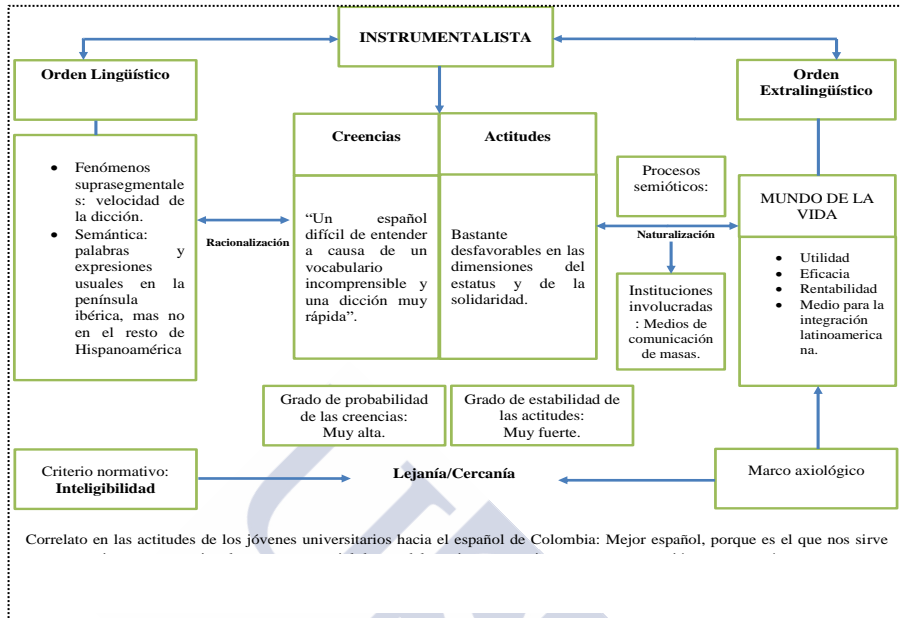 INSTRUMENTALISTA
Orden Lingüístico
Orden
Extralingüístico
Creencias
Actitudes
• Fenómenos
suprasegmentale
s: velocidad de
la dicción.
• Semántica:
palabras y
expresiones
usuales en la
península
ibérica, mas no
en el resto de
Hispanoamérica
Racionalización
“Un español
difícil de entender
a causa de un
vocabulario
incomprensible y
una dicción muy
rápida”.
Bastante
desfavorables en las
dimensiones del
estatus y de la
solidaridad.
Procesos
semióticos:
Naturalización
Instituciones
involucradas
: Medios de
comunicación
de masas.
MUNDO DE LA
VIDA
• Utilidad
• Eficacia
• Rentabilidad
• Medio para la
integración
latinoamerica
na.
Grado de probabilidad
de las creencias:
Muy alta.
Grado de estabilidad de
las actitudes:
Muy fuerte.
Criterio normativo:
Inteligibilidad
Lejanía/Cercanía
Marco axiológico
Correlato en las actitudes de los jóvenes universitarios hacia el español de Colombia: Mejor español, porque es el que nos sirve